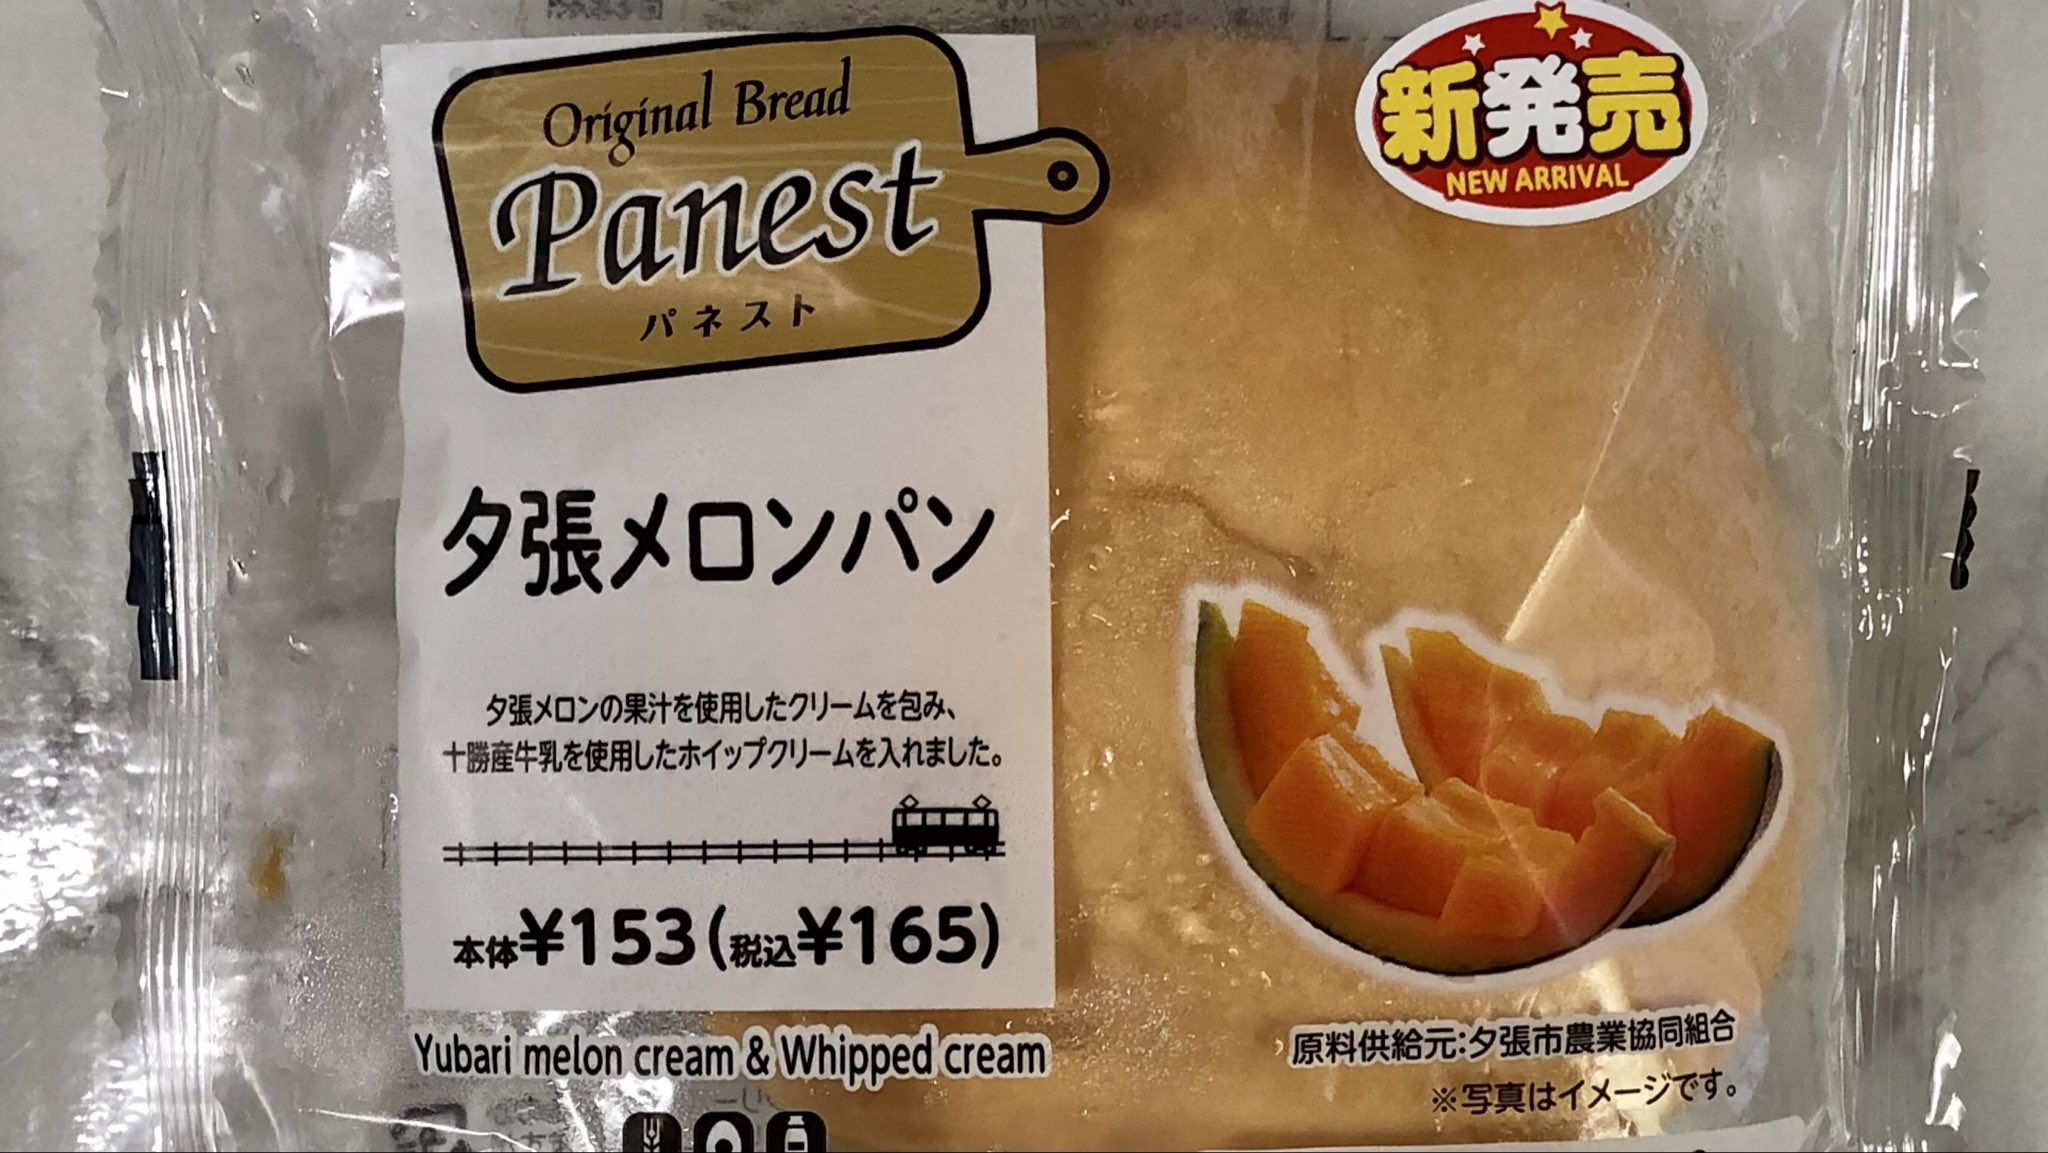 Original Bread
Panest
パネスト
新発売
NEW ARRIVAL
夕張メロンパン
夕張メロンの果汁を使用したクリームを包み、
十勝産牛乳を使用したホイップクリームを入れました。
本体¥153(税込¥165)
Yubari melon cream & Whipped cream
原料供給元:夕張市農業協同組合
※写真はイメージです。